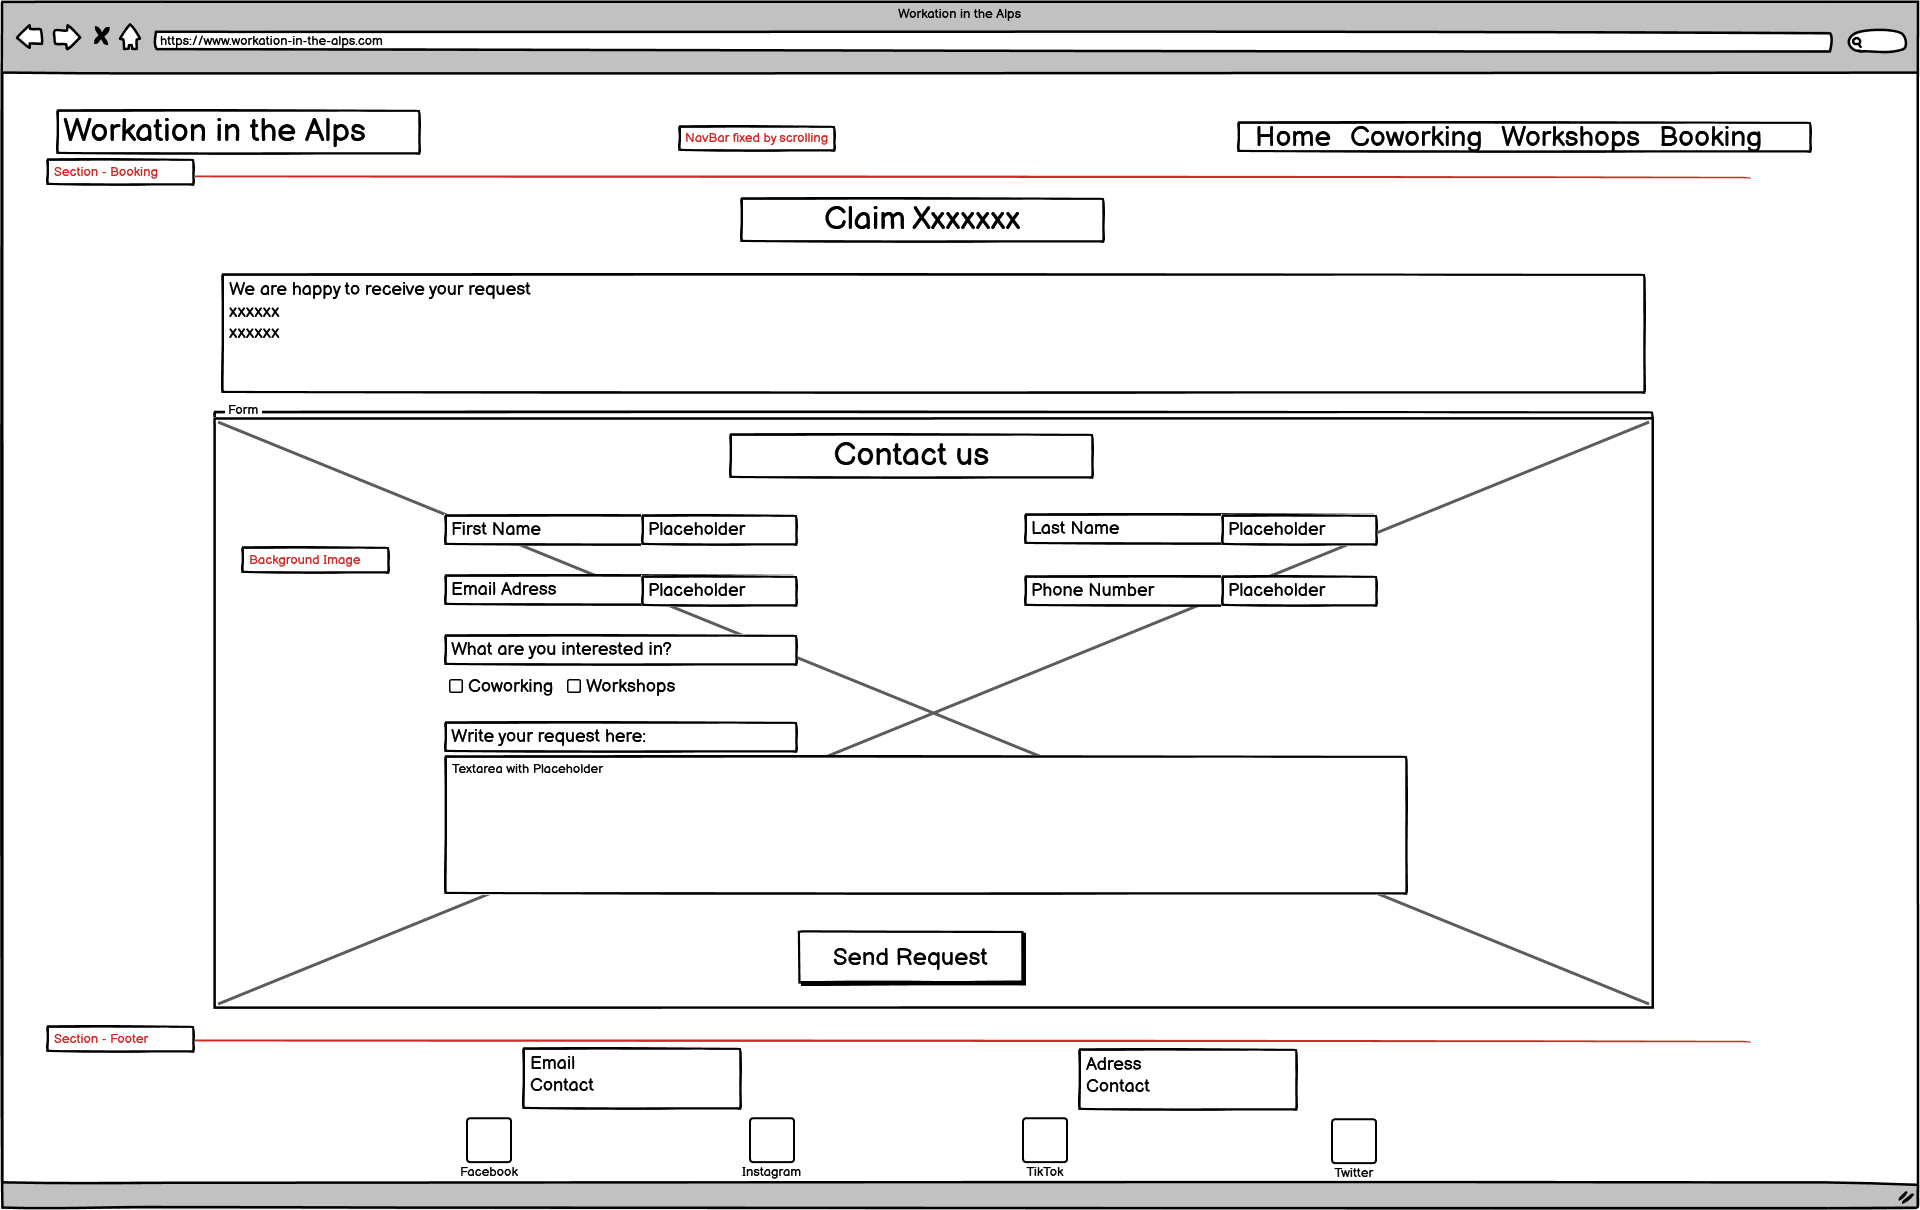 Workation in the Alps
https://www.workation-in-the-alps.com
Workation in the Alps
NavBar fixed by scrolling
Home Coworking Workshops Booking
Section - Booking
Claim Xxxxxxx
We are happy to receive your request
xxxxxx
xxxxxx
Form
Contact us
First Name Placeholder
Last Name Placeholder
Background Image
Email Adress Placeholder
Phone Number Placeholder
What are you interested in?
Coworking Workshops
Write your request here:
Textarea with Placeholder
Send Request
Section - Footer
Email
Contact
Adress
Contact
Facebook
Instagram
TikTok
Twitter